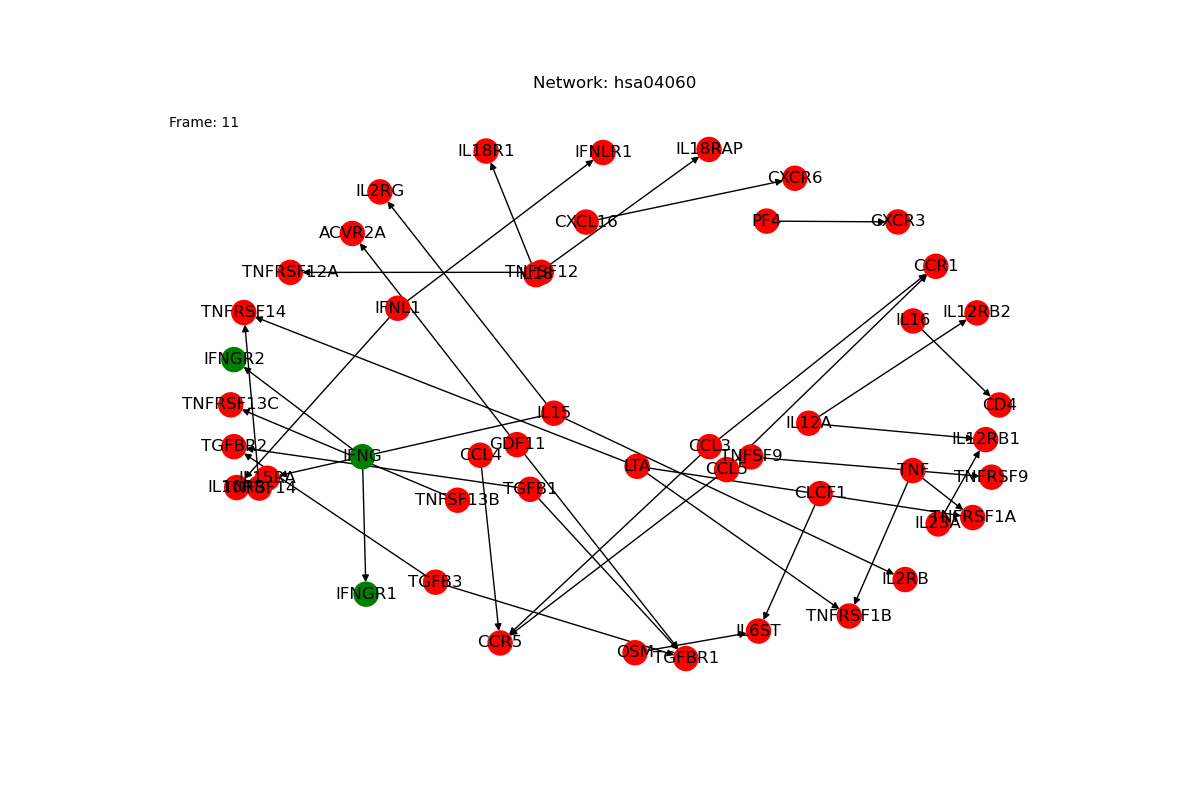 Network: hsa04060
Frame: 11
IL18R1
IFNLR1
IL18RAP
CXCR6
IL2RG
CXCL16
PF4
CXCR3
ACVR2A
TNFRSF12A
TNFSF12
IL18
CCR1
TNFRSF14
IFNL1
IL16
IL12RB2
IFNGR2
TNFRSF13C
CD4
IL15
IL12A
TGFBR2
IFNG
CCL4
GDF11
CCL3
TNFSF9
IL12RB1
LTA
CCL5
TNF
TNFRSF9
IL15RA
TNFSF14
TGFB1
CLCF1
TNFSF13B
IL23A
TNFRSF1A
IFNGR1
TGFB3
IL2RB
TNFRSF1B
CCR5
OSM
TGFBR1
IL6ST